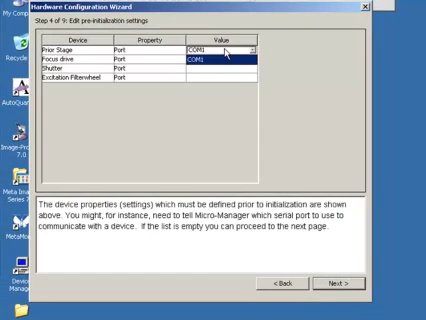 Hardware Configuration Wizard
Step 4 of 9: Edit pre-initialization settings
Device Property Value
Prior Stage Port COM1
Focus drive Port COM1
Shutter Port
Excitation Filterwheel Port
The device properties (settings) which must be defined prior to initialization are shown
above. You might, for instance, need to tell Micro-Manager which serial port to use to
communicate with a device. If the list is empty you can proceed to the next page.
< Back Next >
My Comp
Recycle
AutoQuan
Image-Pro
7.0
Meta Ima
Series 7
MetaMo
Device
Manage